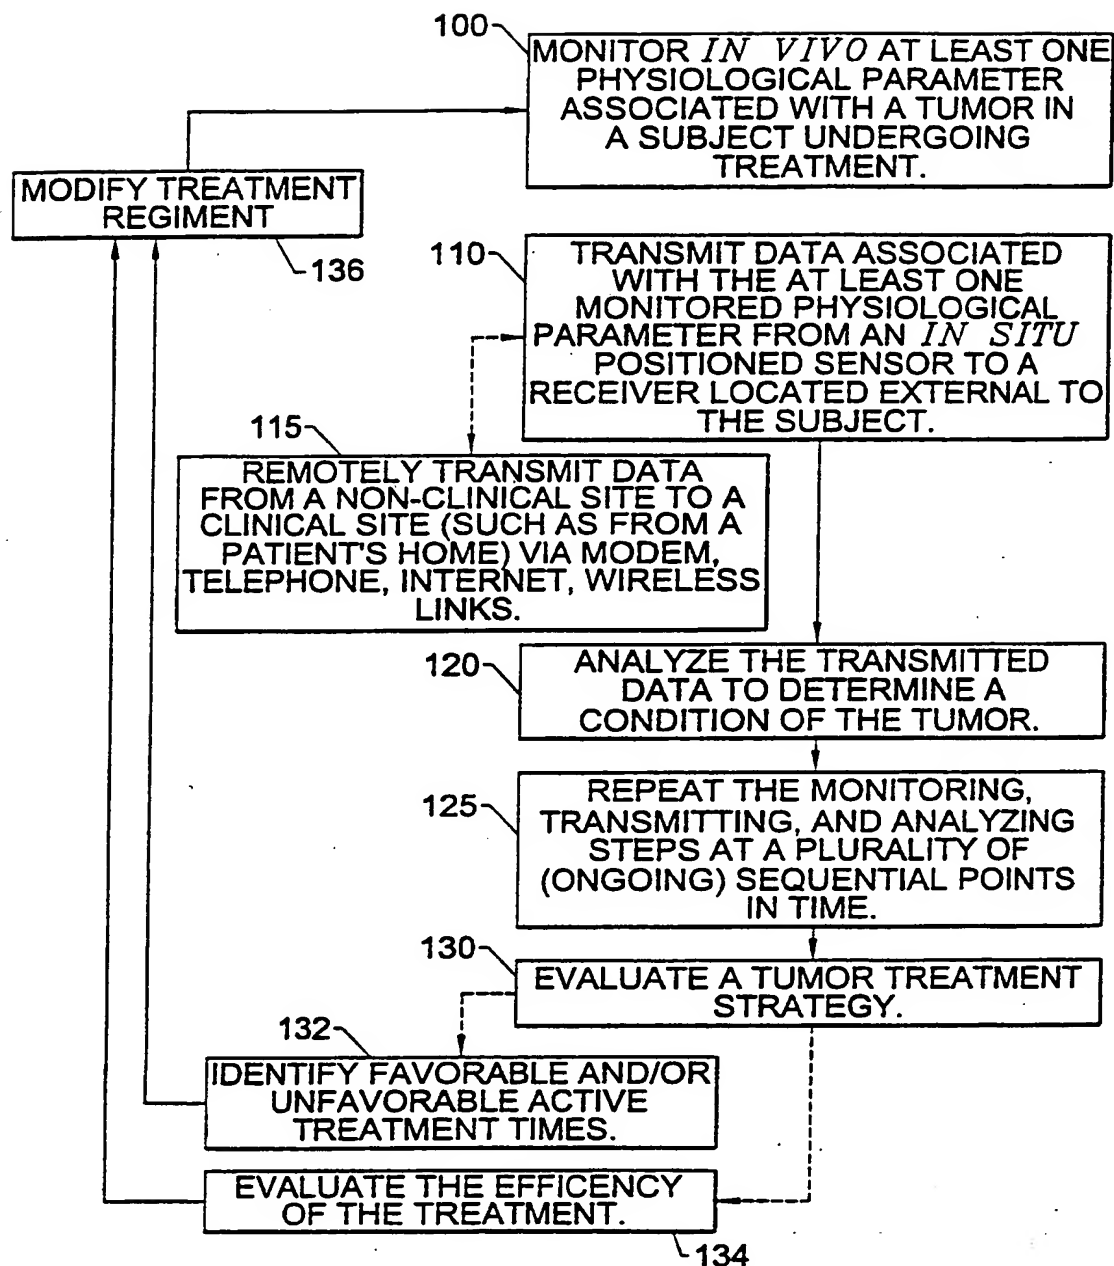 100
MONITOR IN VIVO AT LEAST ONE
PHYSIOLOGICAL PARAMETER
ASSOCIATED WITH A TUMOR IN
A SUBJECT UNDERGOING
TREATMENT.
MODIFY TREATMENT
REGIMENT
136
110
TRANSMIT DATA ASSOCIATED
WITH THE AT LEAST ONE
MONITORED PHYSIOLOGICAL
PARAMETER FROM AN IN SITU
POSITIONED SENSOR TO A
RECEIVER LOCATED EXTERNAL TO
THE SUBJECT.
115
REMOTELY TRANSMIT DATA
FROM A NON-CLINICAL SITE TO A
CLINICAL SITE (SUCH AS FROM A
PATIENT'S HOME) VIA MODEM,
TELEPHONE, INTERNET, WIRELESS
LINKS.
120
ANALYZE THE TRANSMITTED
DATA TO DETERMINE A
CONDITION OF THE TUMOR.
125
REPEAT THE MONITORING,
TRANSMITTING, AND ANALYZING
STEPS AT A PLURALITY OF
(ONGOING) SEQUENTIAL POINTS
IN TIME.
130
EVALUATE A TUMOR TREATMENT
STRATEGY.
132
IDENTIFY FAVORABLE AND/OR
UNFAVORABLE ACTIVE
TREATMENT TIMES.
EVALUATE THE EFFICENCY
OF THE TREATMENT.
134